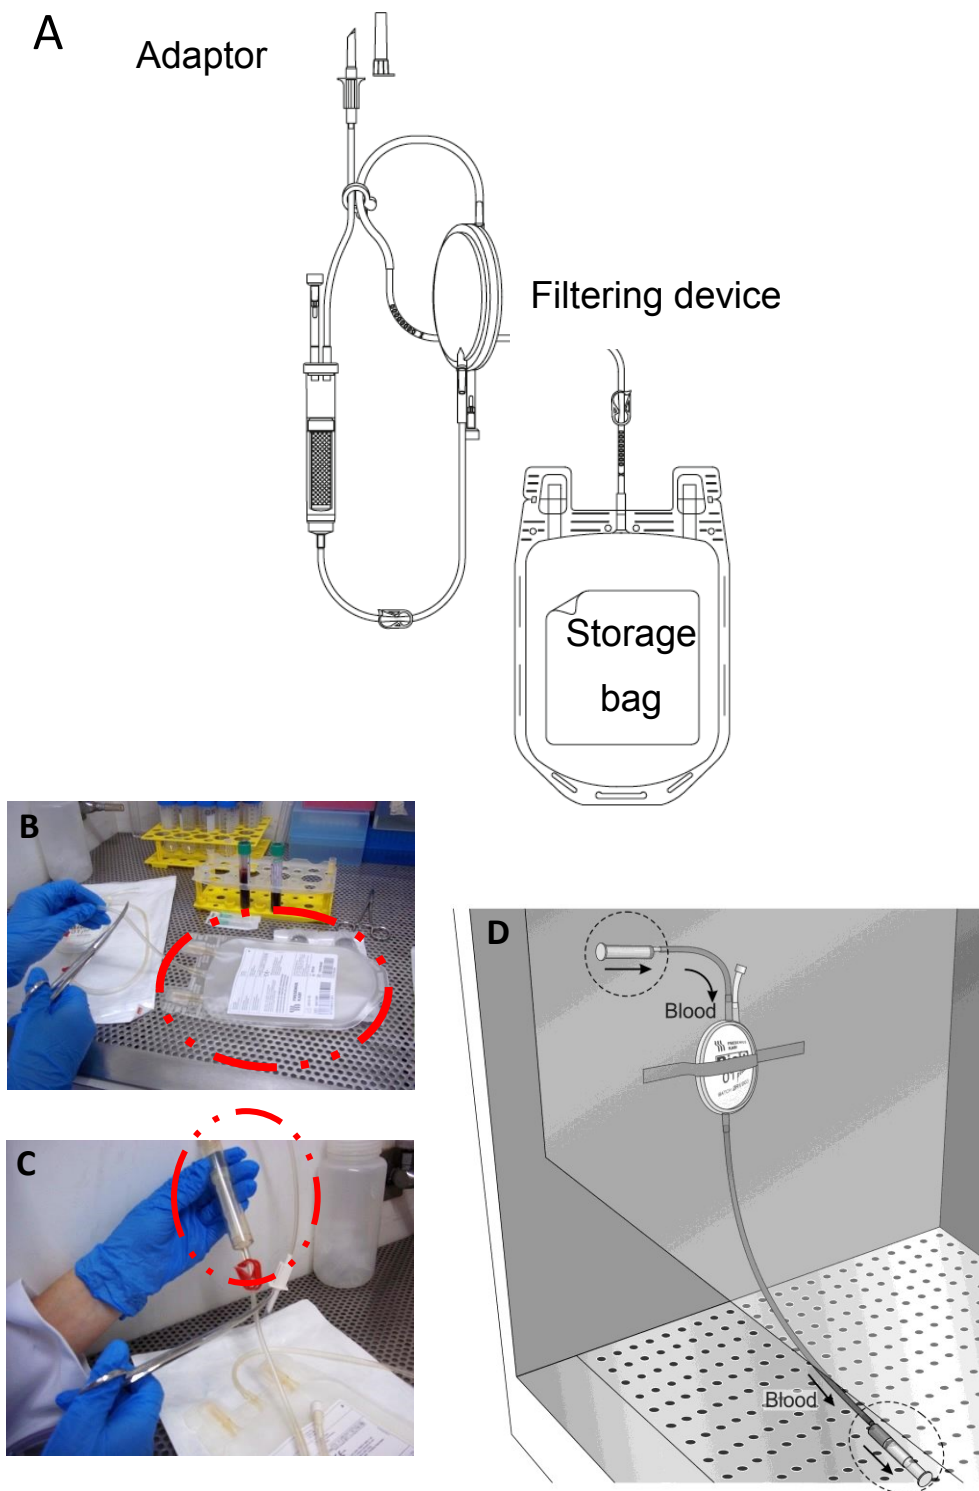 A
Adaptor
Filtering device
Storage
bag
B
C
D
Blood
Blood